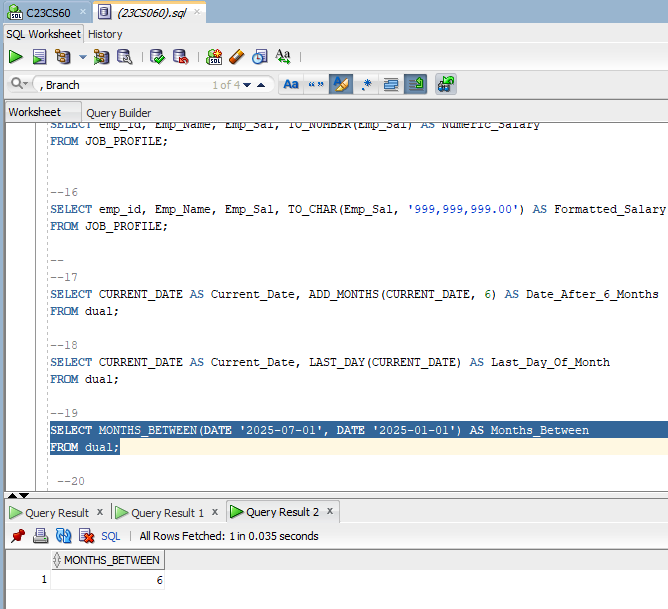 C23CS60 (23CS060).sql
SQL Worksheet History
, Branch 1 of 4 Aa “” .*
Worksheet Query Builder
SELECT emp_id, Emp_Name, Emp_Sal, TO_NUMBER(Emp_Sal) AS Numeric_Salary
FROM JOB_PROFILE;
--16
SELECT emp_id, Emp_Name, Emp_Sal, TO_CHAR(Emp_Sal, '999,999,999.00') AS Formatted_Salary
FROM JOB_PROFILE;
--
--17
SELECT CURRENT_DATE AS Current_Date, ADD_MONTHS(CURRENT_DATE, 6) AS Date_After_6_Months
FROM dual;
--18
SELECT CURRENT_DATE AS Current_Date, LAST_DAY(CURRENT_DATE) AS Last_Day_Of_Month
FROM dual;
--19
SELECT MONTHS_BETWEEN(DATE '2025-07-01', DATE '2025-01-01') AS Months_Between
FROM dual;
--20
Query Result x Query Result 1 x Query Result 2 x
SQL | All Rows Fetched: 1 in 0.035 seconds
MONTHS_BETWEEN
1 6